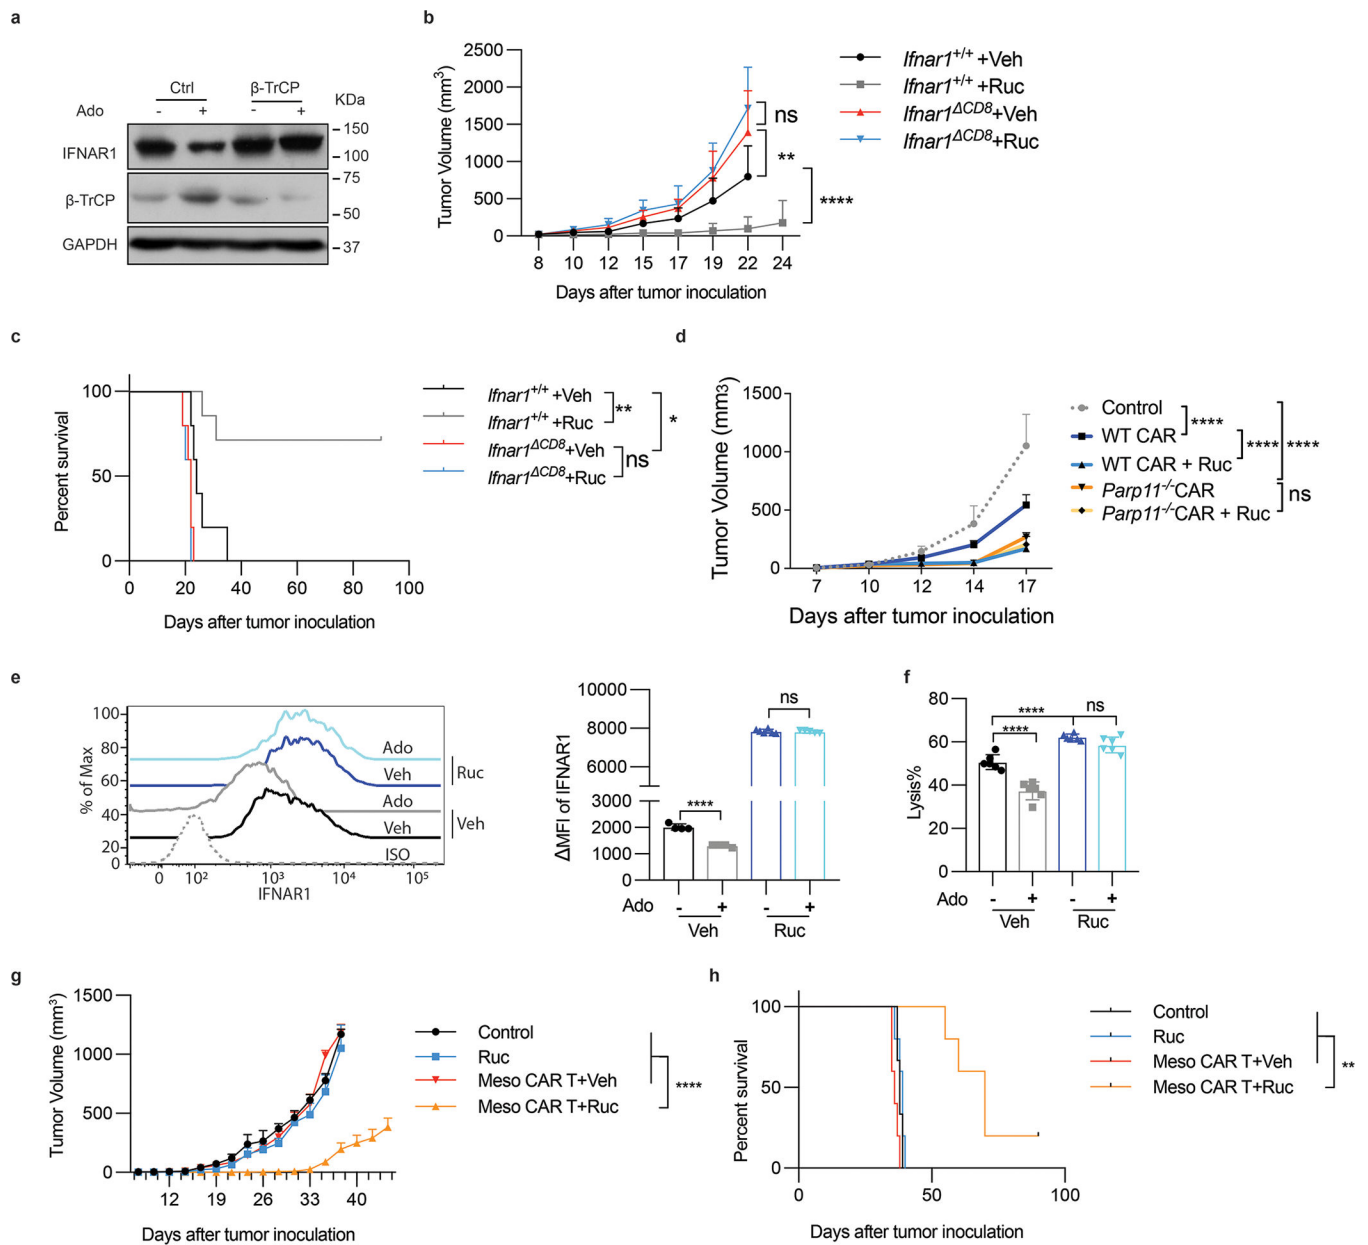 a
Ctrl β-TrCP
Ado - + - + KDa
IFNAR1
150
100
β-TrCP
75
50
GAPDH
37
b
Tumor Volume (mm3)
2500
2000
1500
1000
500
0
8 10 12 15 17 19 22 24
Days after tumor inoculation
ns
**
****
Ifnar1+/+ +Veh
Ifnar1+/+ +Ruc
Ifnar1ΔCD8+Veh
Ifnar1ΔCD8+Ruc
c
Percent survival
100
50
0
0 20 40 60 80 100
Days after tumor inoculation
Ifnar1+/+ +Veh
Ifnar1+/+ +Ruc
Ifnar1ΔCD8+Veh
Ifnar1ΔCD8+Ruc
**
ns
*
d
Tumor Volume (mm3)
1500
1000
500
0
7 10 12 14 17
Days after tumor inoculation
Control
WT CAR
WT CAR + Ruc
Parp11-/-CAR
Parp11-/-CAR + Ruc
****
**** ****
ns
e
% of Max
100
80
60
40
20
0
0 102 103 104 105
IFNAR1
Ado
Veh
Ruc
Ado
Veh
Veh
ISO
ΔMFI of IFNAR1
10000
8000
6000
3000
2000
1000
0
****
ns
Ado - + - +
Veh Ruc
f
Lysis%
80
60
40
20
0
**** ns
****
Ado - + - +
Veh Ruc
g
Tumor Volume (mm3)
1500
1000
500
0
12 19 26 33 40
Days after tumor inoculation
Control
Ruc
Meso CAR T+Veh
Meso CAR T+Ruc
****
h
Percent survival
100
50
0
0 50 100
Days after tumor inoculation
Control
Ruc
Meso CAR T+Veh
Meso CAR T+Ruc
**